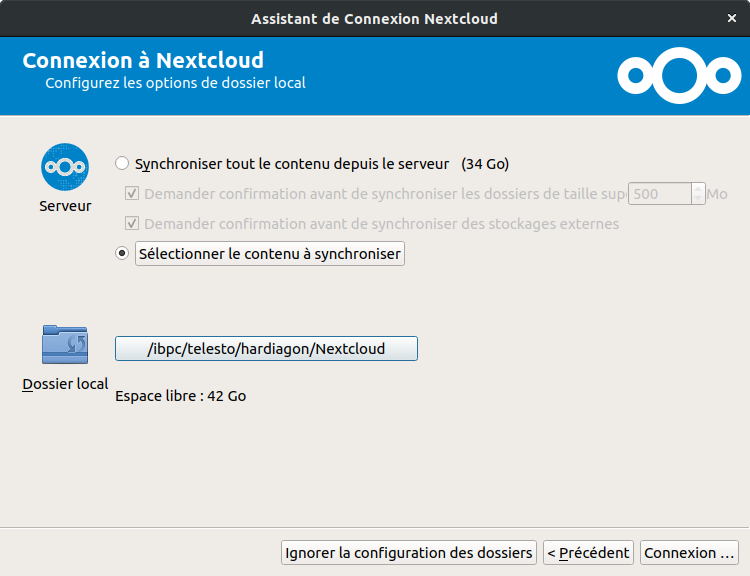 Assistant de Connexion Nextcloud
Connexion à Nextcloud
Configurez les options de dossier local
Synchroniser tout le contenu depuis le serveur (34 Go)
Demander confirmation avant de synchroniser les dossiers de taille sup 500 Mo
Serveur
Demander confirmation avant de synchroniser des stockages externes
Sélectionner le contenu à synchroniser
/ibpc/telesto/hardiagon/Nextcloud
Dossier local
Espace libre : 42 Go
Ignorer la configuration des dossiers
< Précédent
Connexion ...